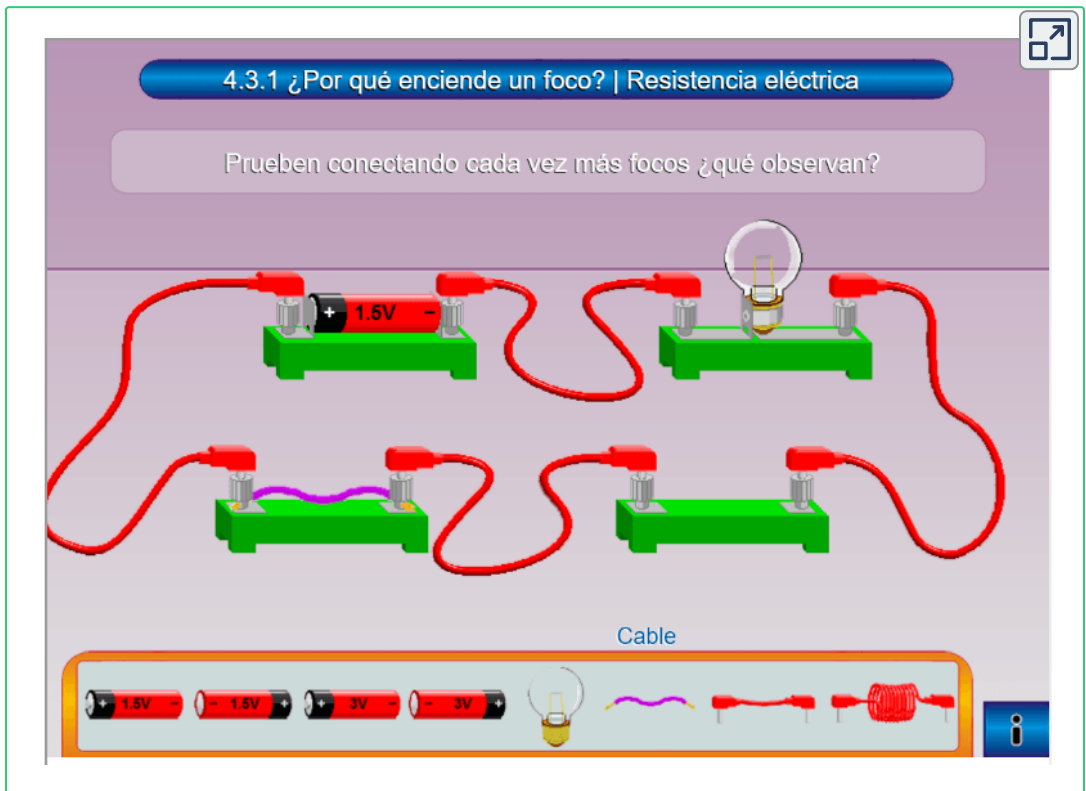 4.3.1 ¿Por qué enciende un foco? | Resistencia eléctrica
Prueben conectando cada vez más focos ¿qué observan?
+ 1.5V −
Cable
+ 1.5V − − 1.5V + + 3V − − 3V +
i